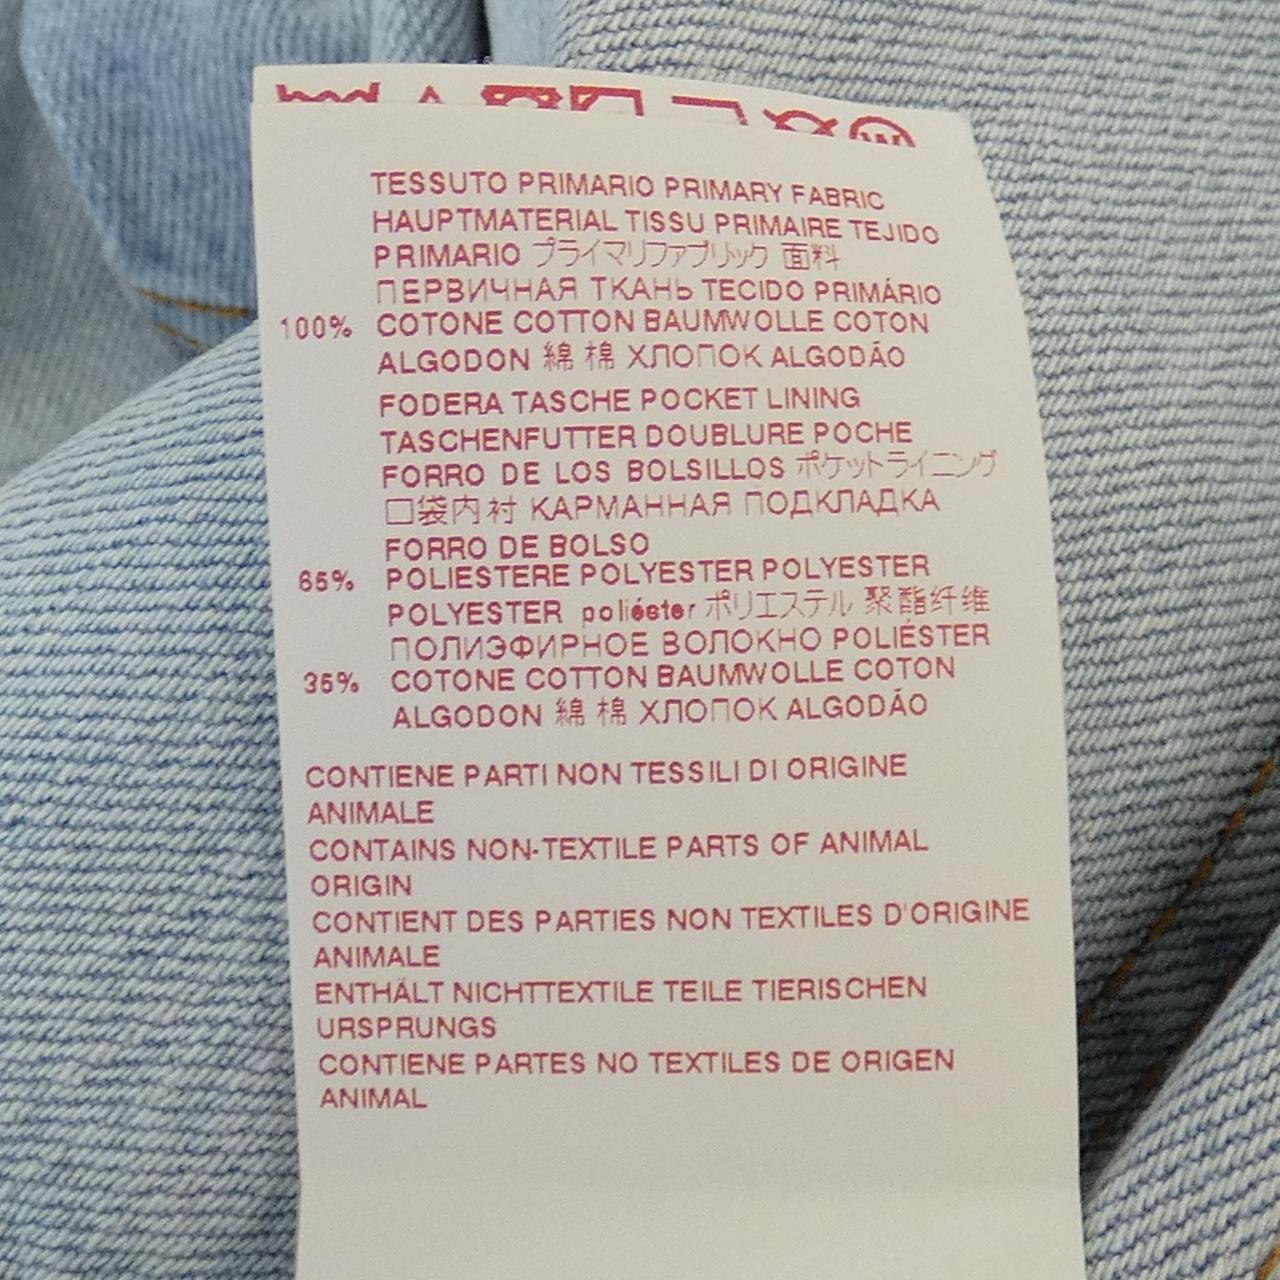 TESSUTO PRIMARIO PRIMARY FABRIC
HAUPTMATERIAL TISSU PRIMAIRE TEJIDO
PRIMARIO プライマリファブリック 面料
ПЕРВИЧНАЯ ТКАНЬ TECIDO PRIMÁRIO
100% COTONE COTTON BAUMWOLLE COTON
ALGODON 綿 棉 ХЛОПОК ALGODÃO
FODERA TASCHE POCKET LINING
TASCHENFUTTER DOUBLURE POCHE
FORRO DE LOS BOLSILLOS ポケットライニング
口袋内衬 КАРМАННАЯ ПОДКЛАДКА
FORRO DE BOLSO
65% POLIESTERE POLYESTER POLYESTER
POLYESTER poliéster ポリエステル 聚酯纤维
ПОЛИЭФИРНОЕ ВОЛОКНО POLIÉSTER
35% COTONE COTTON BAUMWOLLE COTON
ALGODON 綿 棉 ХЛОПОК ALGODÃO
CONTIENE PARTI NON TESSILI DI ORIGINE
ANIMALE
CONTAINS NON-TEXTILE PARTS OF ANIMAL
ORIGIN
CONTIENT DES PARTIES NON TEXTILES D'ORIGINE
ANIMALE
ENTHÄLT NICHTTEXTILE TEILE TIERISCHEN
URSPRUNGS
CONTIENE PARTES NO TEXTILES DE ORIGEN
ANIMAL